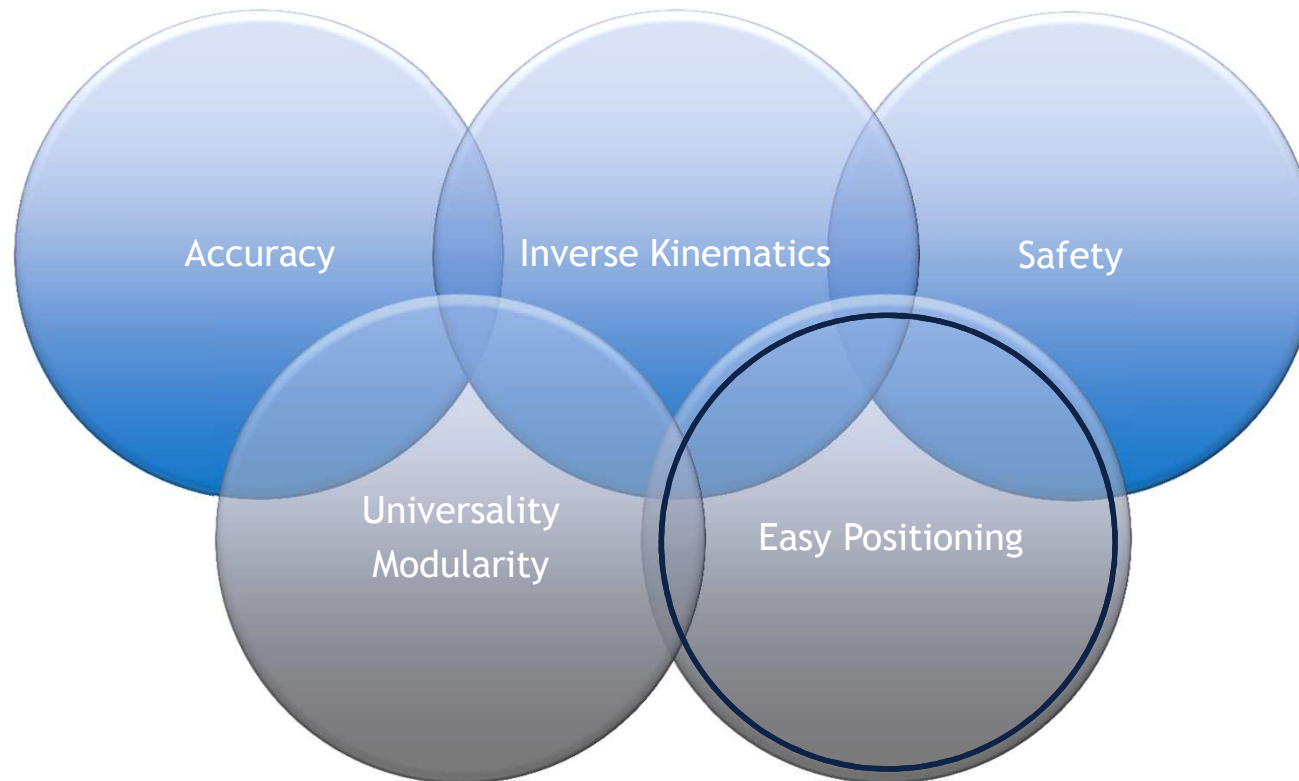 Accuracy
Inverse Kinematics
Safety
Universality
Modularity
Easy Positioning